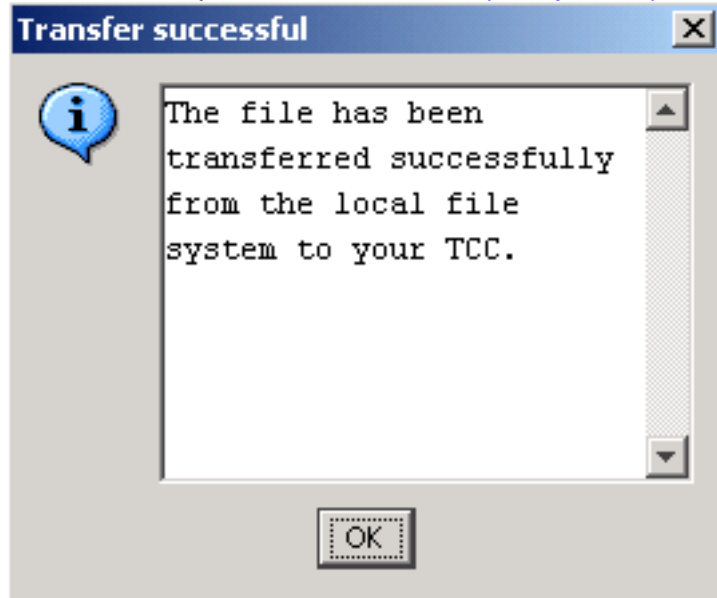 Transfer successful
The file has been
transferred successfully
from the local file
system to your TCC.
OK